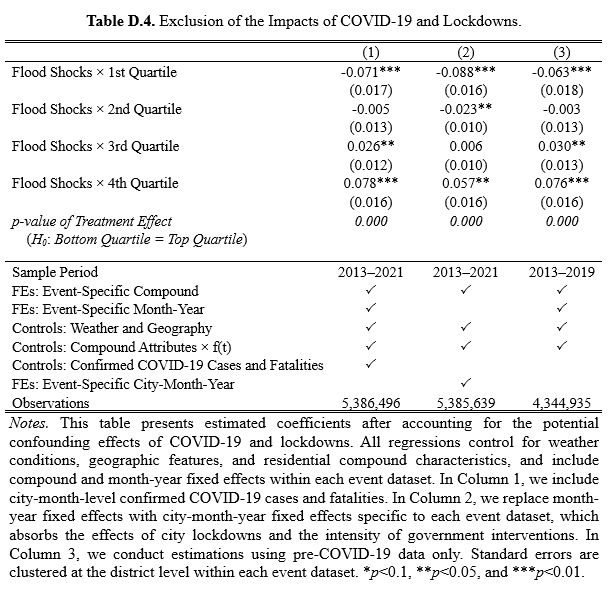 Table D.4. Exclusion of the Impacts of COVID-19 and Lockdowns.
(1) (2) (3)
Flood Shocks × 1st Quartile -0.071*** -0.088*** -0.063***
(0.017) (0.016) (0.018)
Flood Shocks × 2nd Quartile -0.005 -0.023** -0.003
(0.013) (0.010) (0.013)
Flood Shocks × 3rd Quartile 0.026** 0.006 0.030**
(0.012) (0.010) (0.013)
Flood Shocks × 4th Quartile 0.078*** 0.057** 0.076***
(0.016) (0.016) (0.016)
p-value of Treatment Effect 0.000 0.000 0.000
(H₀: Bottom Quartile = Top Quartile)
Sample Period 2013–2021 2013–2021 2013–2019
FEs: Event-Specific Compound ✓ ✓ ✓
FEs: Event-Specific Month-Year ✓ ✓
Controls: Weather and Geography ✓ ✓ ✓
Controls: Compound Attributes × f(t) ✓ ✓ ✓
Controls: Confirmed COVID-19 Cases and Fatalities ✓
FEs: Event-Specific City-Month-Year ✓
Observations 5,386,496 5,385,639 4,344,935
Notes. This table presents estimated coefficients after accounting for the potential
confounding effects of COVID-19 and lockdowns. All regressions control for weather
conditions, geographic features, and residential compound characteristics, and include
compound and month-year fixed effects within each event dataset. In Column 1, we include
city-month-level confirmed COVID-19 cases and fatalities. In Column 2, we replace month-
year fixed effects with city-month-year fixed effects specific to each event dataset, which
absorbs the effects of city lockdowns and the intensity of government interventions. In
Column 3, we conduct estimations using pre-COVID-19 data only. Standard errors are
clustered at the district level within each event dataset. *p<0.1, **p<0.05, and ***p<0.01.